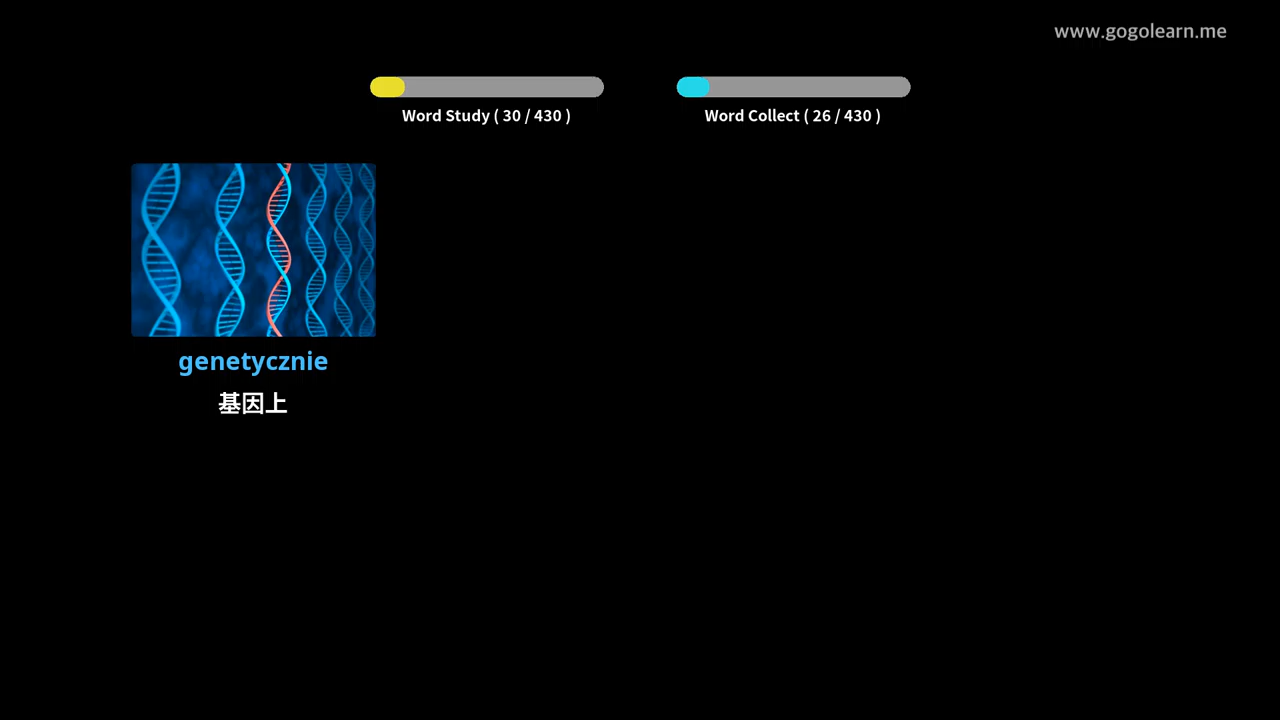 www.gogolearn.me
Word Study ( 30 / 430 )
Word Collect ( 26 / 430 )
genetycznie
基因上